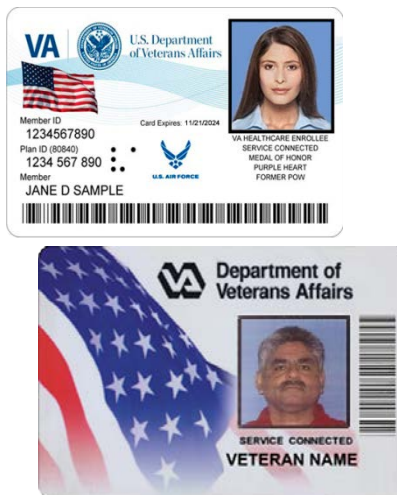 VA
U.S. Department
of Veterans Affairs
Member ID
1234567890
Card Expires: 11/21/2024
Plan ID (80840)
1234 567 890
Member
JANE D SAMPLE
U.S. AIR FORCE
VA HEALTHCARE ENROLLEE
SERVICE CONNECTED
MEDAL OF HONOR
PURPLE HEART
FORMER POW
VA
Department of
Veterans Affairs
SERVICE CONNECTED
VETERAN NAME